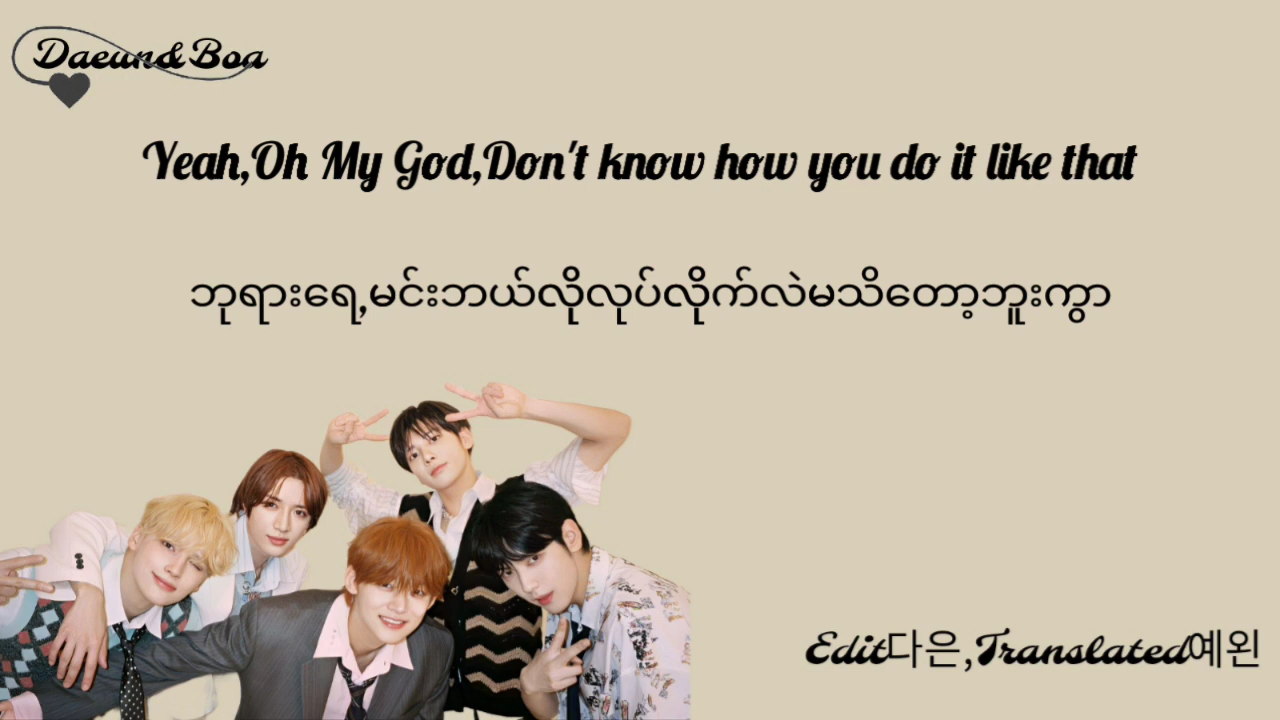 Daeun&Boa
Yeah,Oh My God,Don't know how you do it like that
ဘုရားရေ,မင်းဘယ်လိုလုပ်လိုက်လဲမသိတော့ဘူးကွာ
Edit다은,Translated예왼